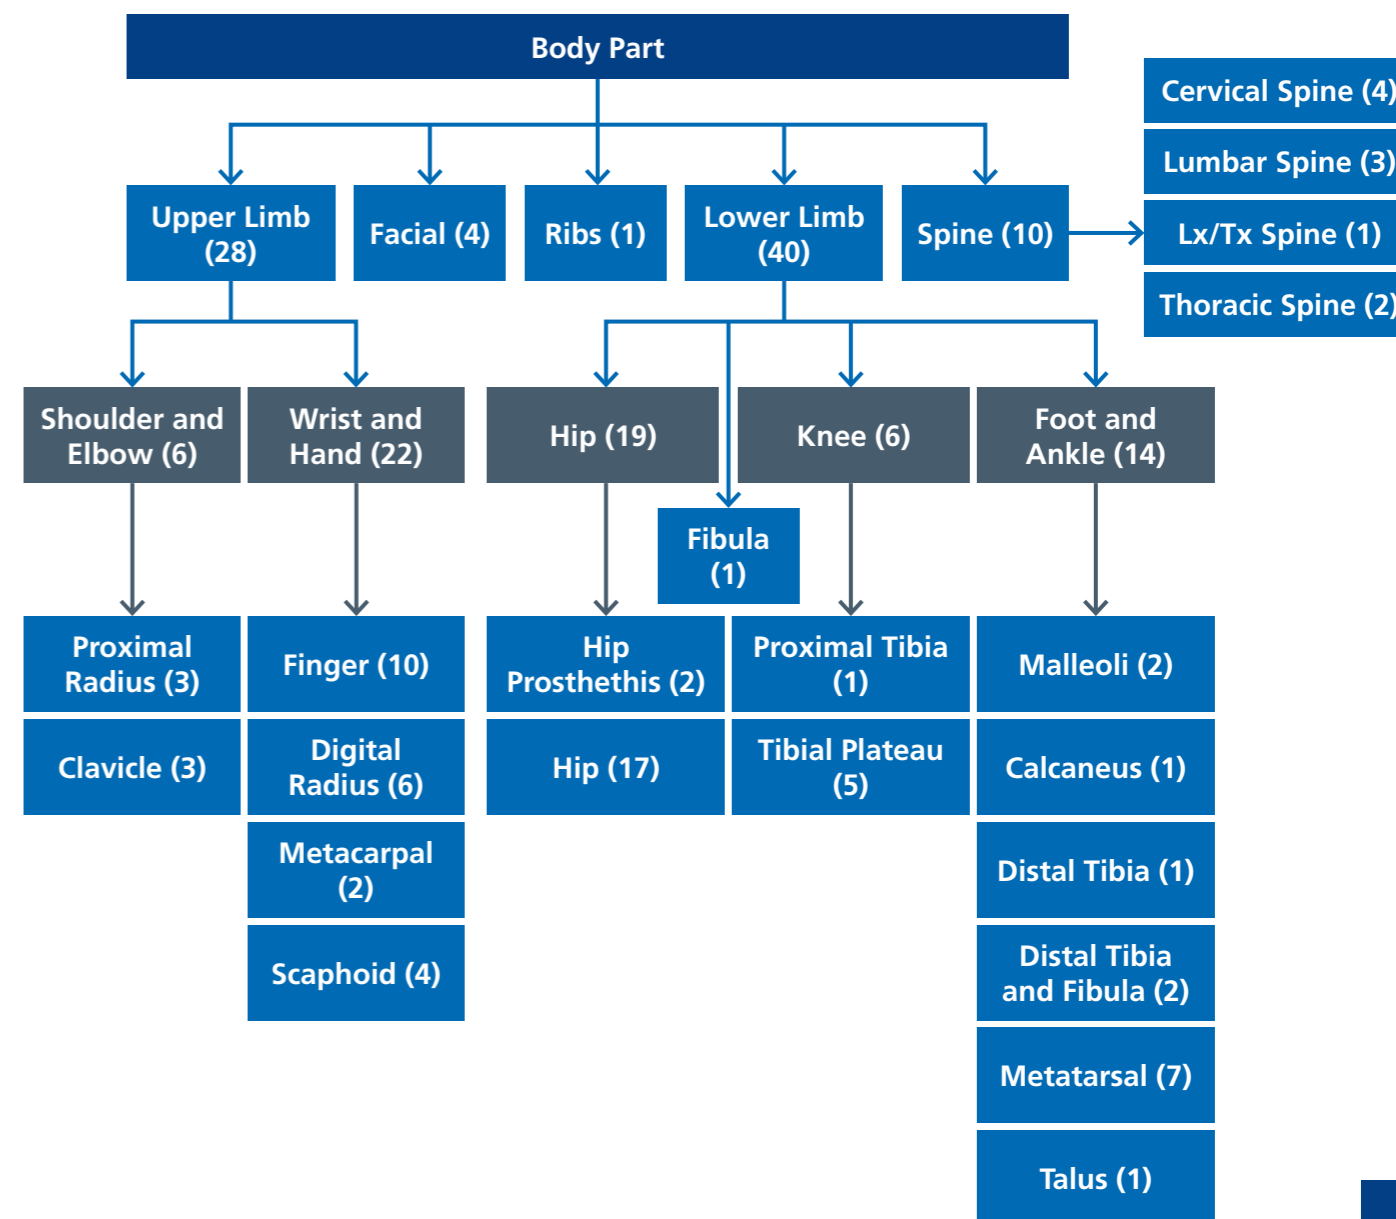 Body Part
Cervical Spine (4)
Lumbar Spine (3)
Lx/Tx Spine (1)
Thoracic Spine (2)
Upper Limb
(28)
Facial (4)
Ribs (1)
Lower Limb
(40)
Spine (10)
Shoulder and
Elbow (6)
Wrist and
Hand (22)
Hip (19)
Knee (6)
Foot and
Ankle (14)
Fibula
(1)
Proximal
Radius (3)
Clavicle (3)
Finger (10)
Digital
Radius (6)
Metacarpal
(2)
Scaphoid (4)
Hip
Prosthethis (2)
Hip (17)
Proximal Tibia
(1)
Tibial Plateau
(5)
Malleoli (2)
Calcaneus (1)
Distal Tibia (1)
Distal Tibia
and Fibula (2)
Metatarsal (7)
Talus (1)